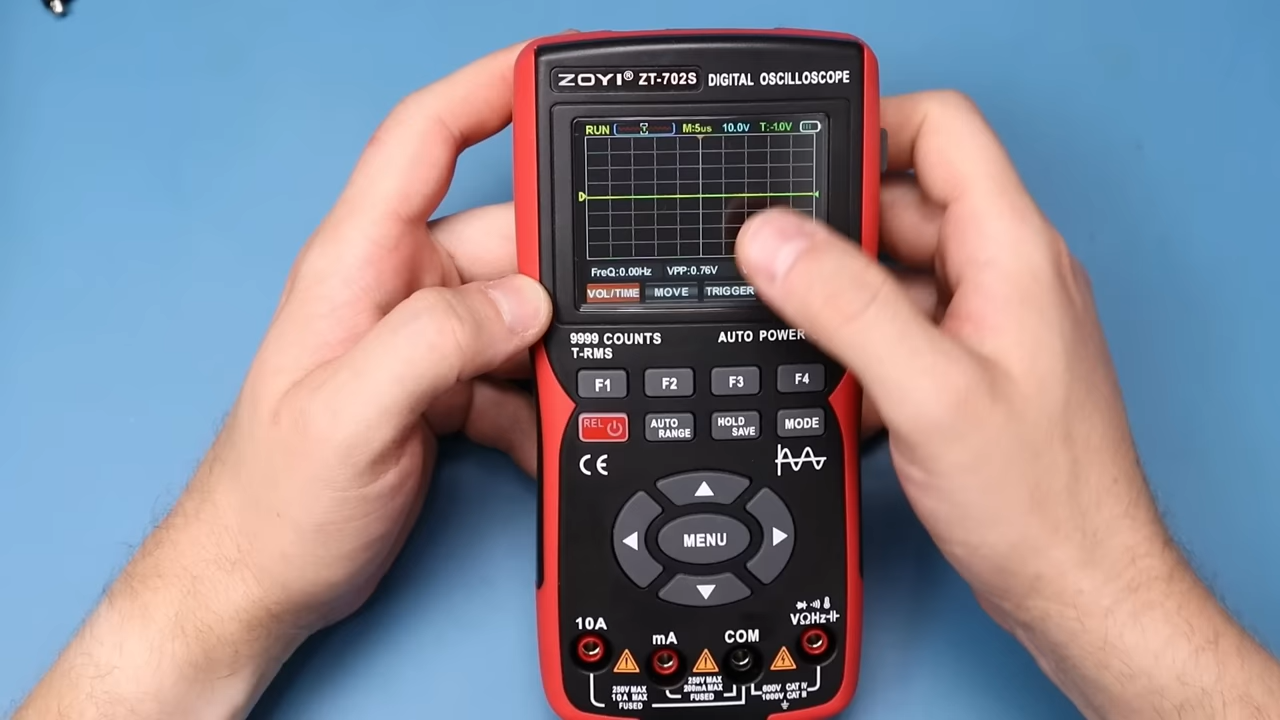 ZOYI® ZT-702S DIGITAL OSCILLOSCOPE
RUN M:5us 10.0V T:-1.0V
D
FreQ:0.00Hz VPP:0.76V
VOL/TIME MOVE TRIGGER
9999 COUNTS AUTO POWER
T-RMS
F1 F2 F3 F4
REL AUTO RANGE HOLD SAVE MODE
CE
MENU
10A mA COM VΩHz
250V MAX
10A MAX
FUSED
250V MAX
200mA MAX
FUSED
600V CAT IV
1000V CAT III